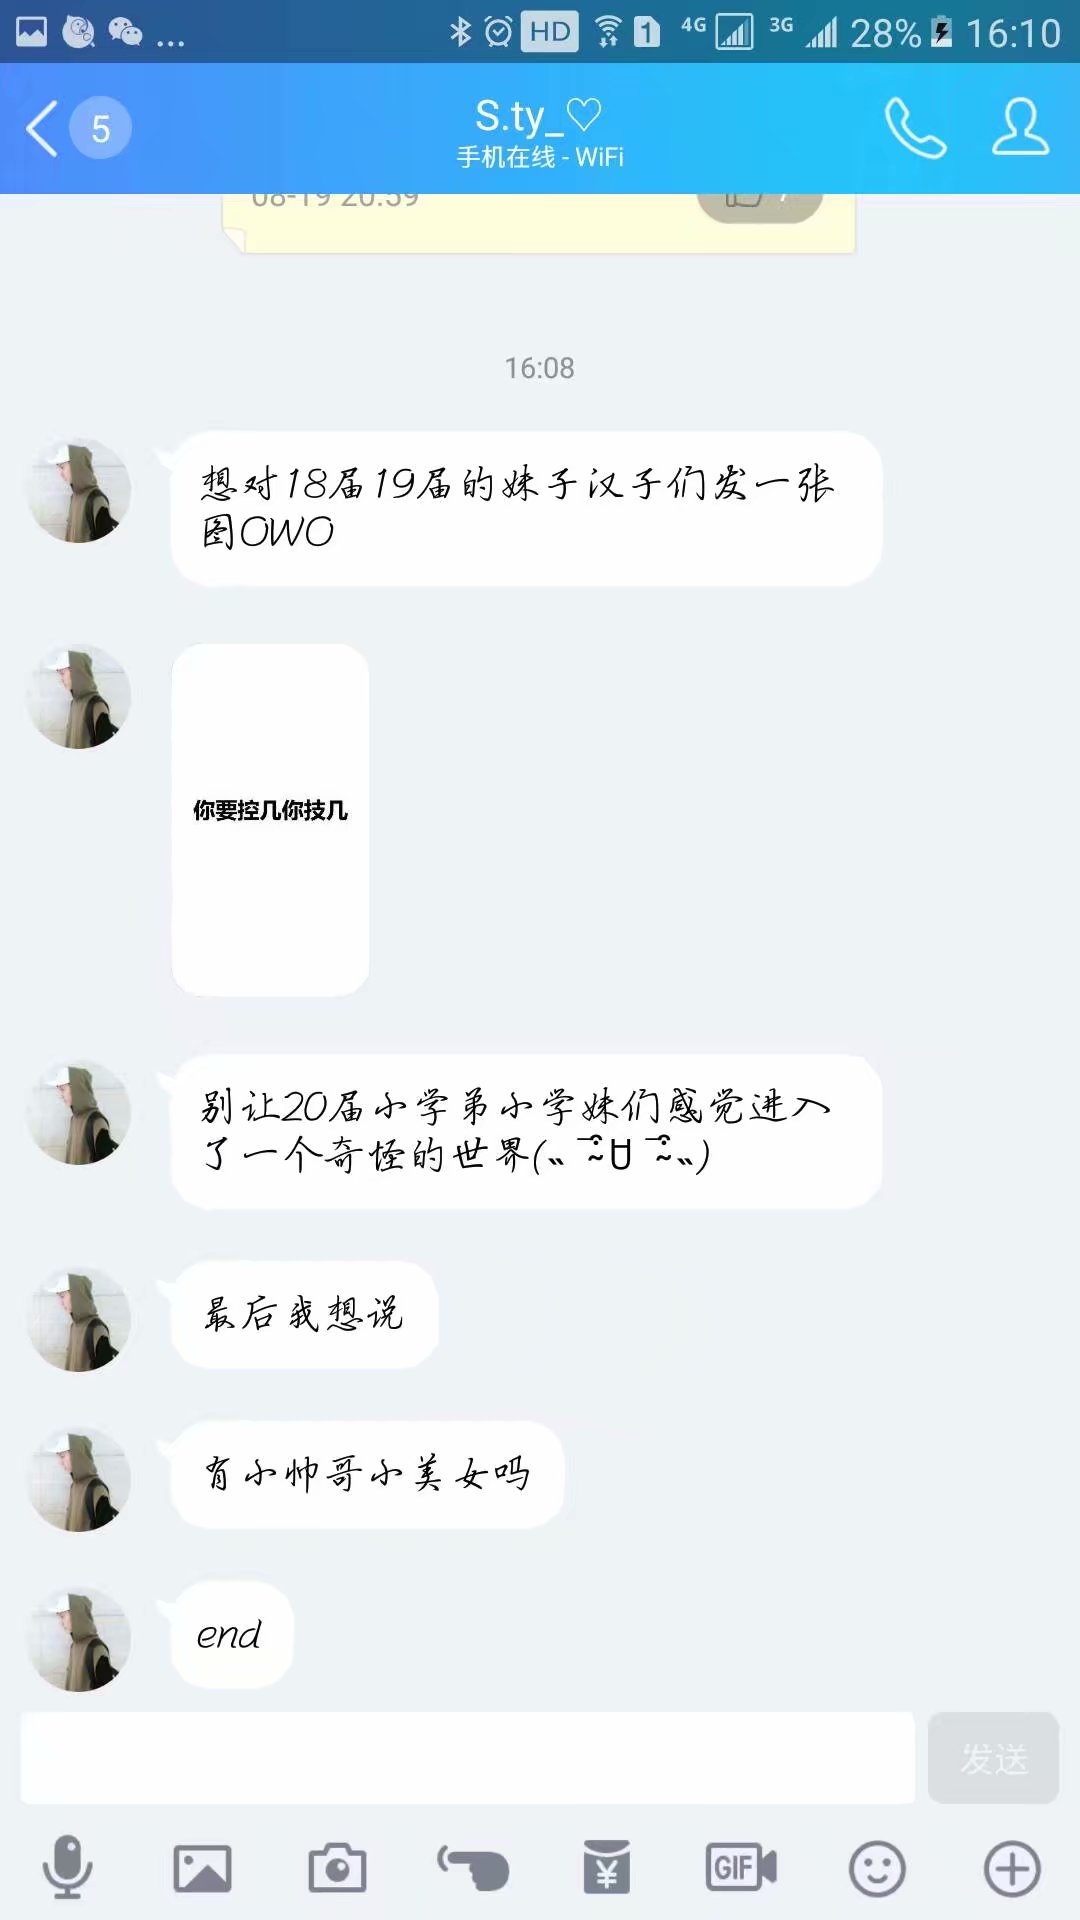 HD
1
4G
3G
28%
16:10
5
S.ty_♡
手机在线 - WiFi
08-19 20:59
16:08
想对18届19届的妹子汉子们发一张
图OWO
你要控几你技几
别让20届小学弟小学妹们感觉进入
了一个奇怪的世界(
最后我想说
有小帅哥小美女吗
end
发送
GIF